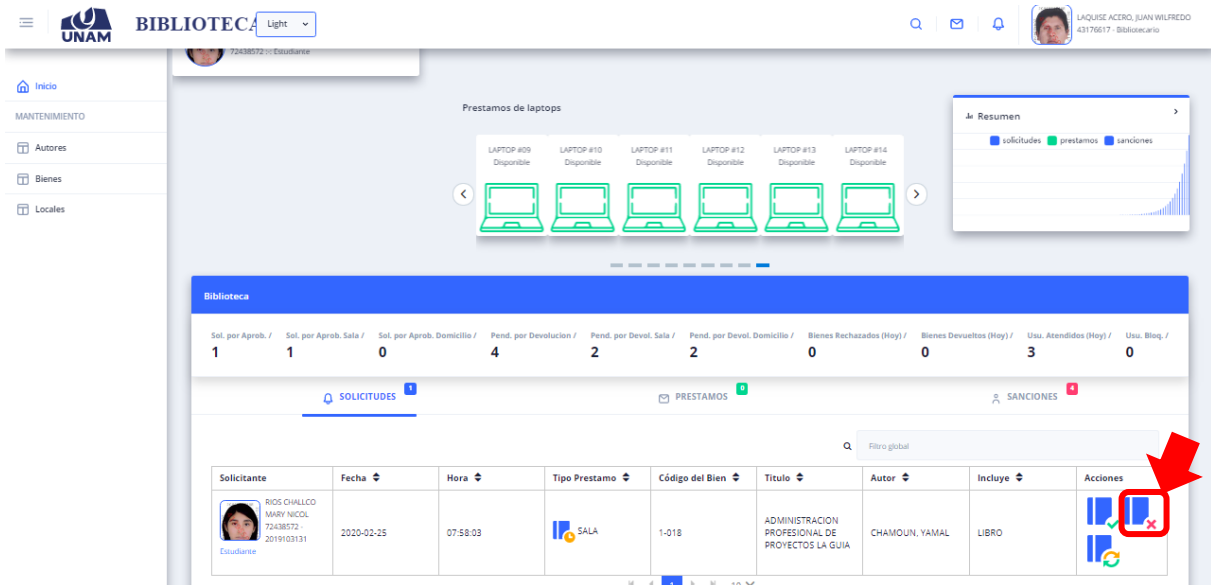 UNAM
BIBLIOTECA
Light
LAQUISE ACERO, JUAN WILFREDO
43176617 - Bibliotecario
72438572 :: Estudiante
Inicio
MANTENIMIENTO
Autores
Bienes
Locales
Prestamos de laptops
LAPTOP #09 LAPTOP #10 LAPTOP #11 LAPTOP #12 LAPTOP #13 LAPTOP #14
Disponible Disponible Disponible Disponible Disponible Disponible
Resumen
solicitudes prestamos sanciones
Biblioteca
Sol. por Aprob. / Sol. por Aprob. Sala / Sol. por Aprob. Domicilio / Pend. por Devolucion / Pend. por Devol. Sala / Pend. por Devol. Domicilio / Bienes Rechazados (Hoy) / Bienes Devueltos (Hoy) / Usu. Atendidos (Hoy) / Usu. Bloq. /
1 1 0 4 2 2 0 0 3 0
SOLICITUDES 1 PRESTAMOS 0 SANCIONES 4
Filtro global
Solicitante Fecha Hora Tipo Prestamo Código del Bien Titulo Autor Incluye Acciones
RIOS CHALLCO
MARY NICOL
72438572 -
2019103131
Estudiante
2020-02-25 07:58:03 SALA 1-018
ADMINISTRACION
PROFESIONAL DE
PROYECTOS LA GUIA
CHAMOUN, YAMAL LIBRO
1 10